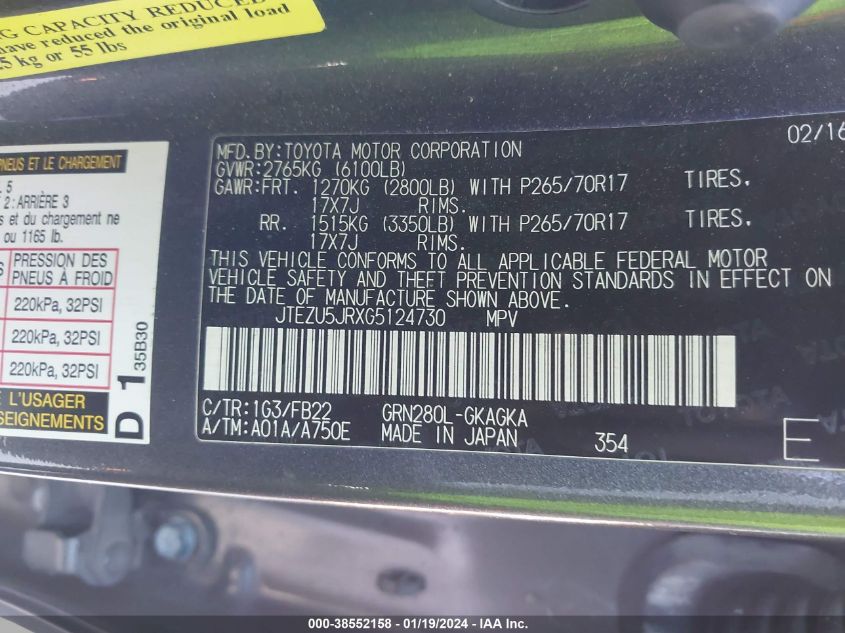 NG CAPACITY REDUCED
have reduced the original load
25 kg or 55 lbs
PNEUS ET LE CHARGEMENT
5
2 : ARRIÈRE 3
s et du chargement ne
ou 1165 lb.
PRESSION DES
PNEUS À FROID
220kPa, 32PSI
220kPa, 32PSI
220kPa, 32PSI
L'USAGER
D 1 35B30
MFD.BY:TOYOTA MOTOR CORPORATION 02/16
GVWR:2765KG (6100LB)
GAWR:FRT. 1270KG (2800LB) WITH P265/70R17 TIRES,
17X7J RIMS.
RR. 1515KG (3350LB) WITH P265/70R17 TIRES,
17X7J RIMS.
THIS VEHICLE CONFORMS TO ALL APPLICABLE FEDERAL MOTOR
VEHICLE SAFETY AND THEFT PREVENTION STANDARDS IN EFFECT ON
THE DATE OF MANUFACTURE SHOWN ABOVE.
JTEZU5JRXG5124730 MPV
C/TR:1G3/FB22 GRN280L-GKAGKA
A/TM:A01A/A750E MADE IN JAPAN 354 E
000-38552158 - 01/19/2024 - IAA Inc.